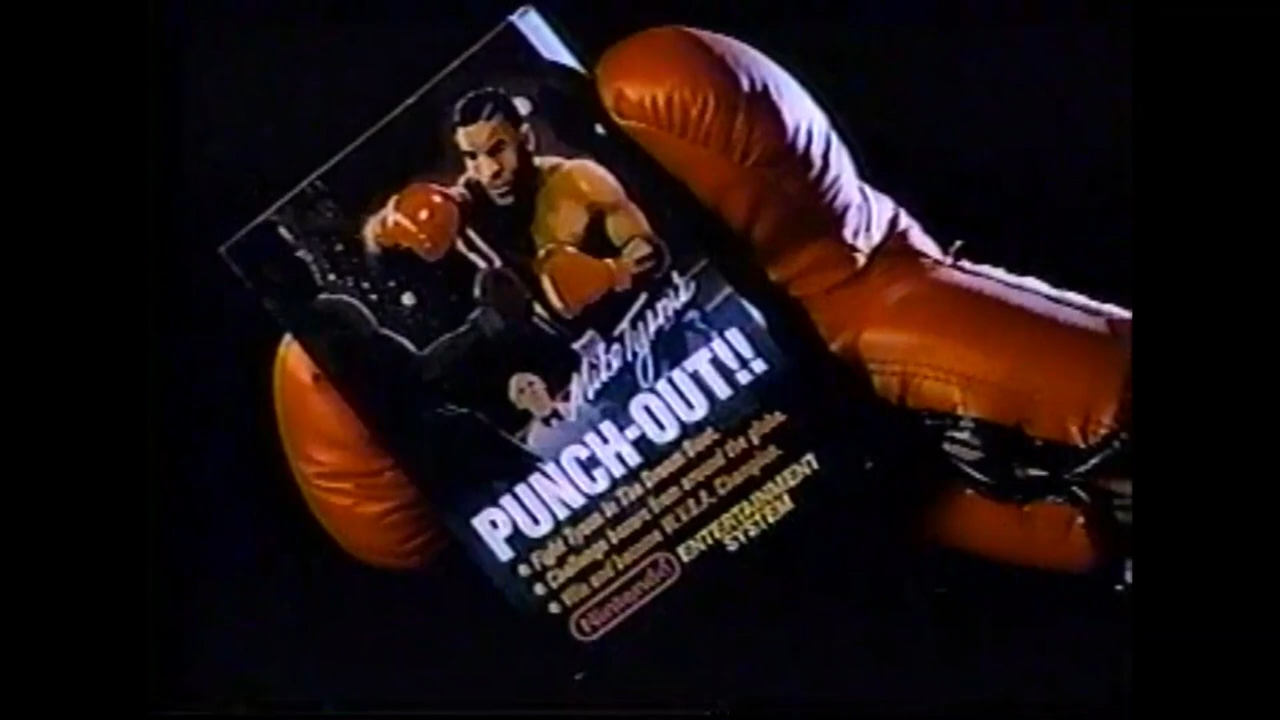 Mike Tyson's
PUNCH-OUT!!
• Fight Tyson In The Dream Bout.
• Challenge boxers from around the globe.
• Win and become W.V.B.A. Champion.
Nintendo
ENTERTAINMENT
SYSTEM